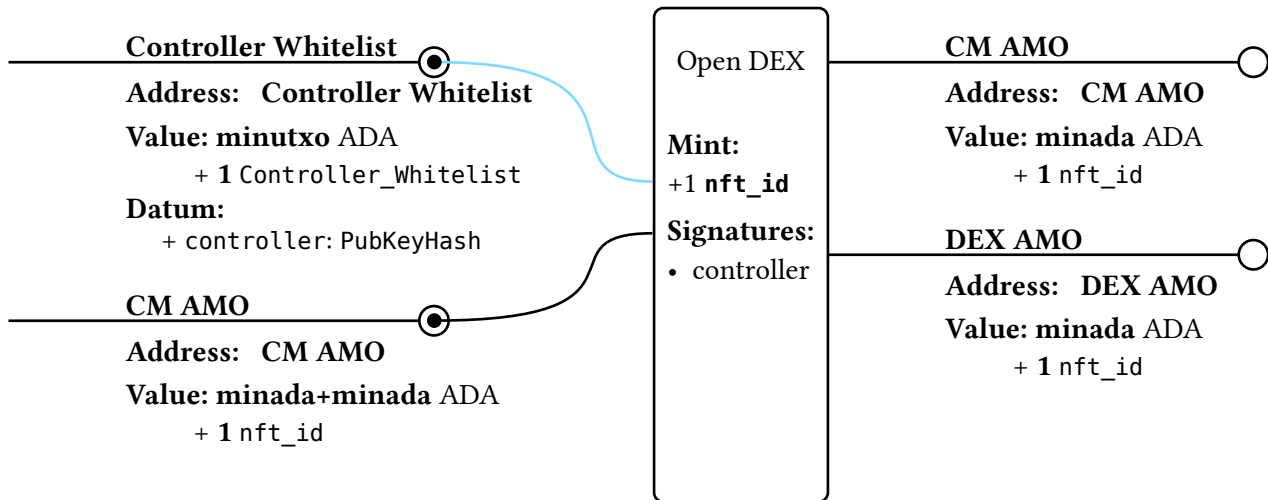 Controller Whitelist
Address: Controller Whitelist
Value: minutxo ADA
+ 1 Controller_Whitelist
Datum:
+ controller: PubKeyHash
CM AMO
Address: CM AMO
Value: minada+minada ADA
+ 1 nft_id
Open DEX
Mint:
+1 nft_id
Signatures:
• controller
CM AMO
Address: CM AMO
Value: minada ADA
+ 1 nft_id
DEX AMO
Address: DEX AMO
Value: minada ADA
+ 1 nft_id